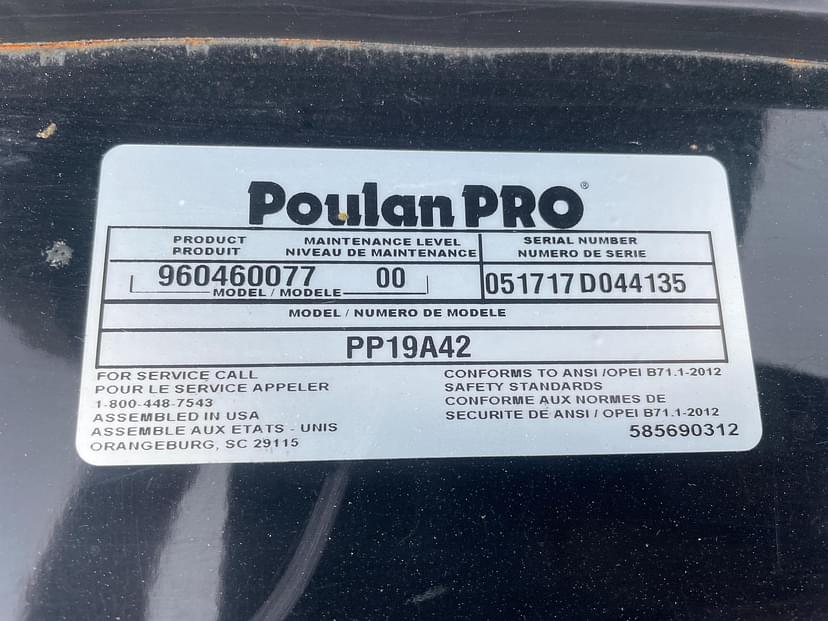 Poulan PRO®
PRODUCT MAINTENANCE LEVEL SERIAL NUMBER
PRODUIT NIVEAU DE MAINTENANCE NUMERO DE SERIE
960460077 00 051717D044135
MODEL / MODELE
MODEL / NUMERO DE MODELE
PP19A42
FOR SERVICE CALL
POUR LE SERVICE APPELER
1-800-448-7543
ASSEMBLED IN USA
ASSEMBLE AUX ETATS - UNIS
ORANGEBURG, SC 29115
CONFORMS TO ANSI /OPEI B71.1-2012
SAFETY STANDARDS
CONFORME AUX NORMES DE
SECURITE DE ANSI / OPEI B71.1-2012
585690312